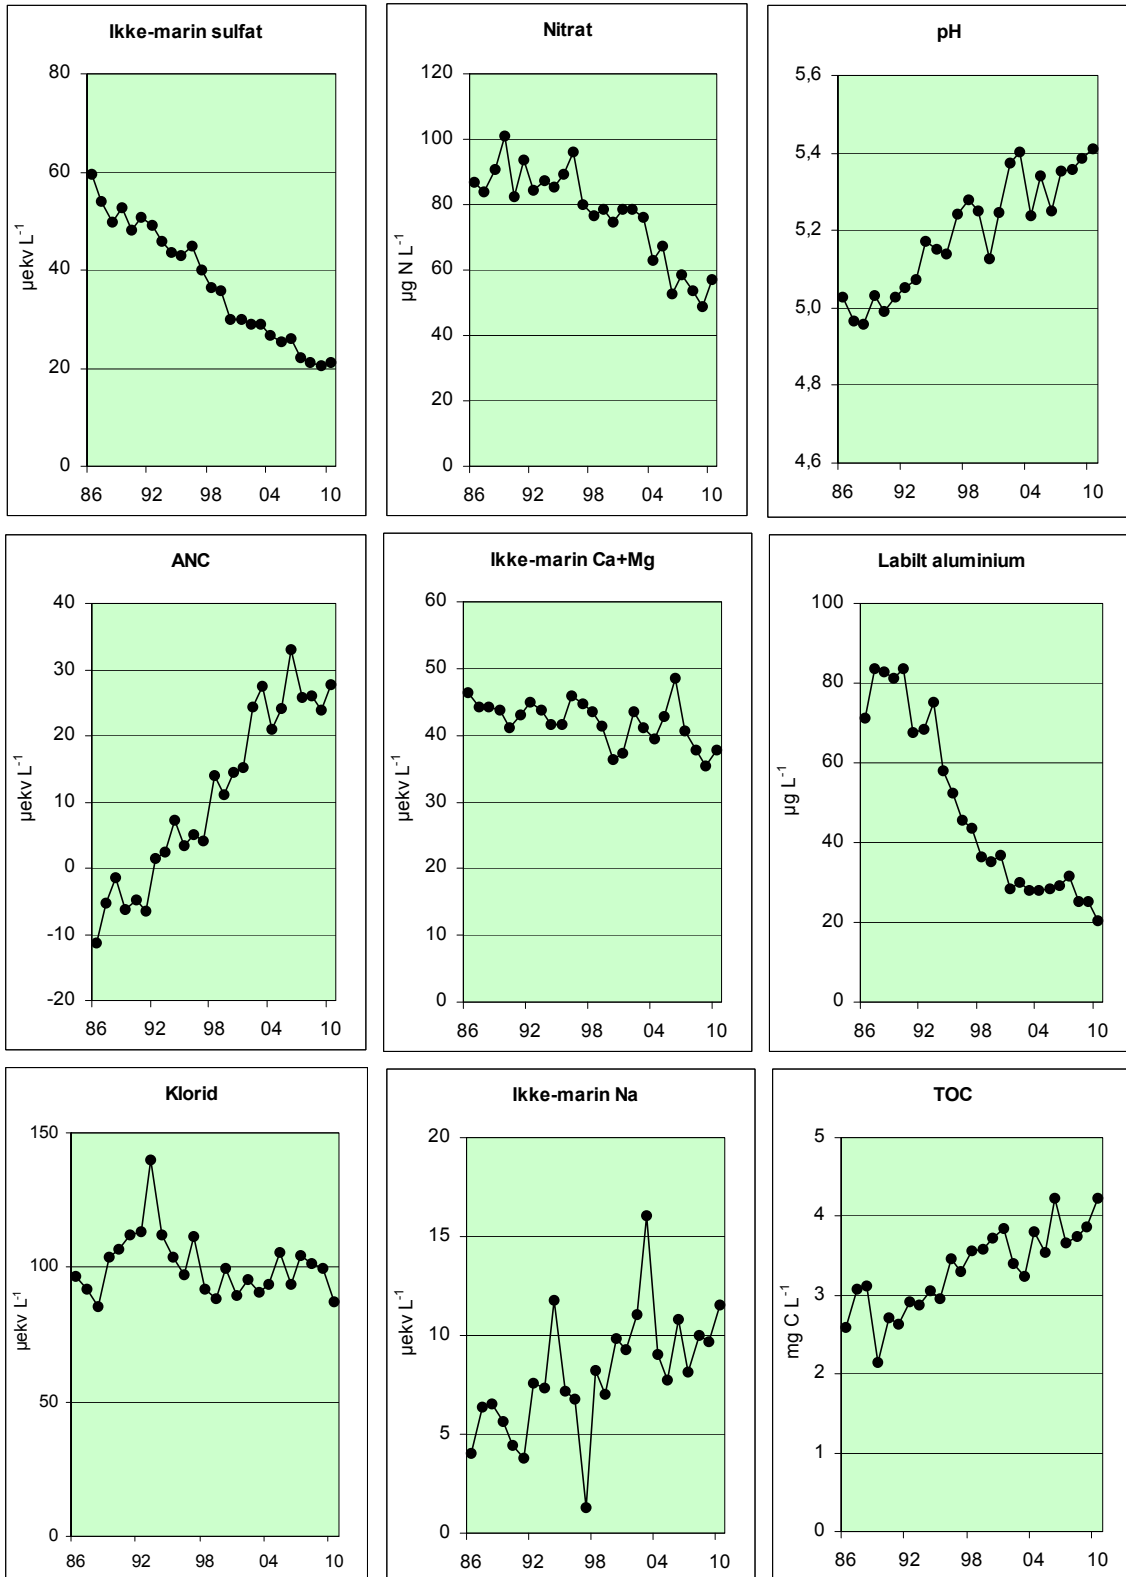 Ikke-marin sulfat
80
60
40
20
0
µekv L-1
86 92 98 04 10
Nitrat
120
100
80
60
40
20
0
µg N L-1
86 92 98 04 10
pH
5,6
5,4
5,2
5,0
4,8
4,6
86 92 98 04 10
ANC
40
30
20
10
0
-10
-20
µekv L-1
86 92 98 04 10
Ikke-marin Ca+Mg
60
50
40
30
20
10
0
µekv L-1
86 92 98 04 10
Labilt aluminium
100
80
60
40
20
0
µg L-1
86 92 98 04 10
Klorid
150
100
50
0
µekv L-1
86 92 98 04 10
Ikke-marin Na
20
15
10
5
0
µekv L-1
86 92 98 04 10
TOC
5
4
3
2
1
0
mg C L-1
86 92 98 04 10